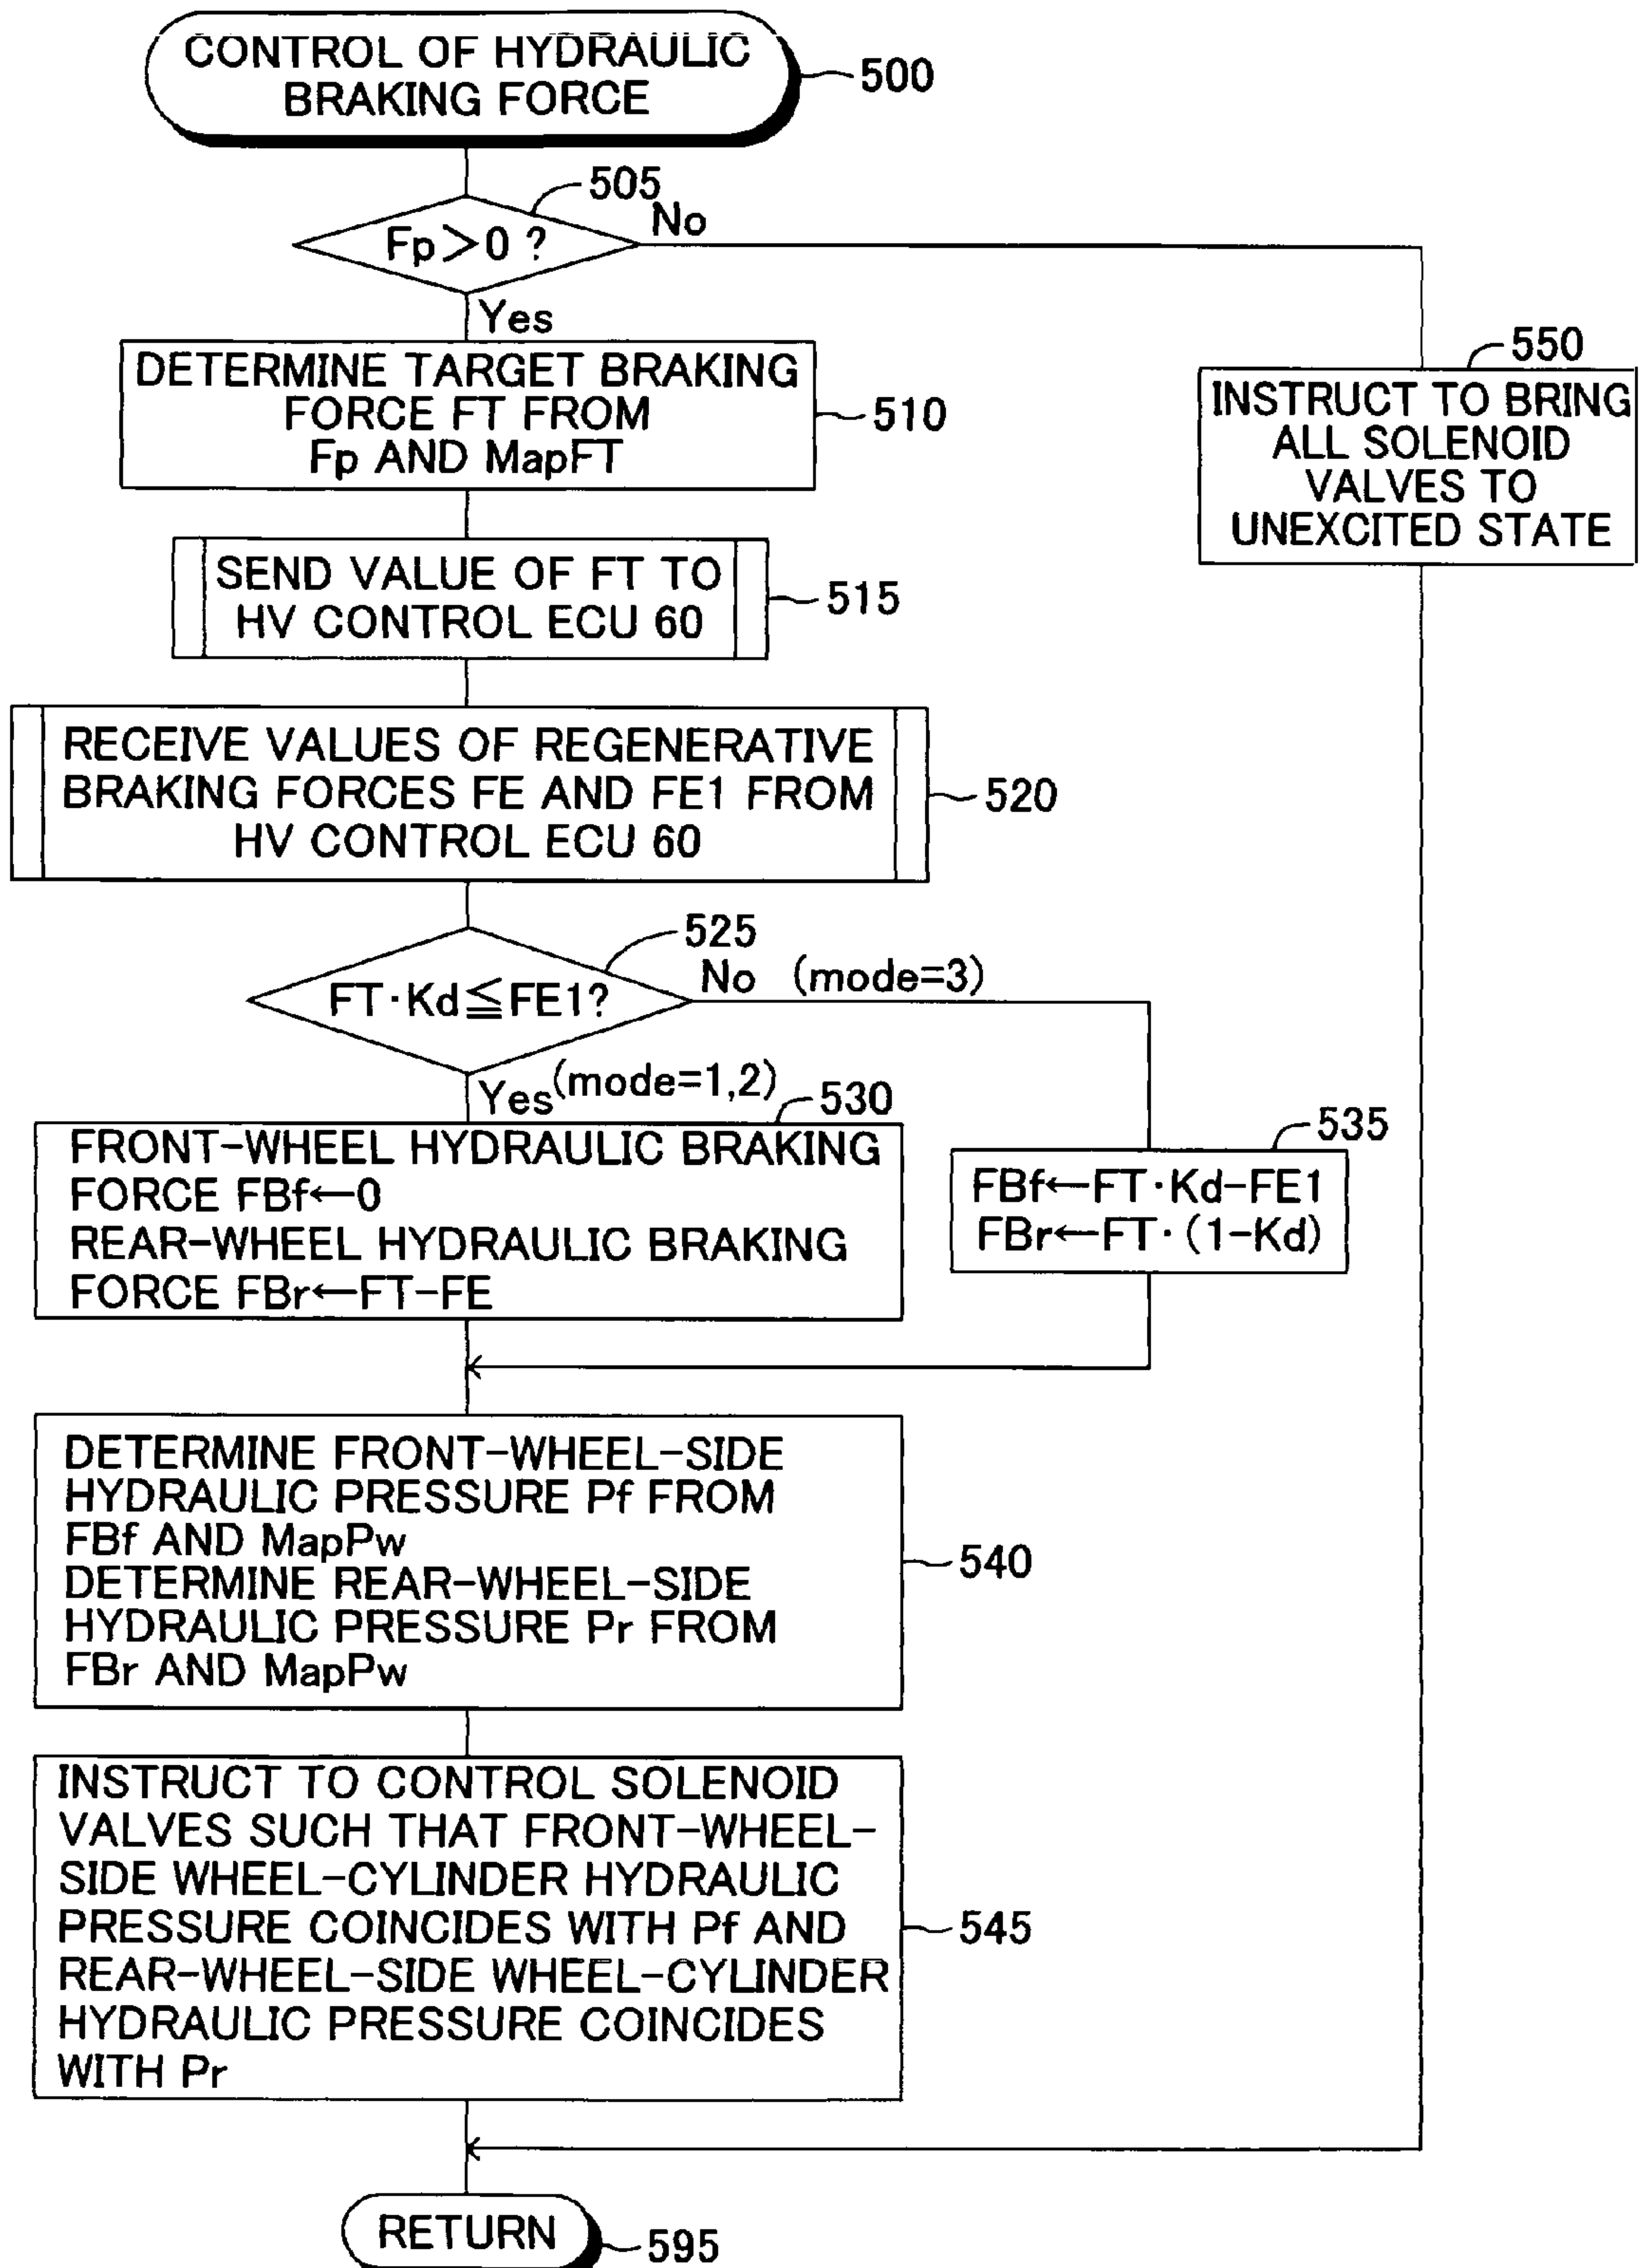 CONTROL OF HYDRAULIC
BRAKING FORCE
500
505
Fp>0 ?
No
Yes
DETERMINE TARGET BRAKING
FORCE FT FROM
Fp AND MapFT
510
550
INSTRUCT TO BRING
ALL SOLENOID
VALVES TO
UNEXCITED STATE
SEND VALUE OF FT TO
HV CONTROL ECU 60
515
RECEIVE VALUES OF REGENERATIVE
BRAKING FORCES FE AND FE1 FROM
HV CONTROL ECU 60
520
525
FT·Kd≦FE1?
No (mode=3)
Yes (mode=1,2)
530
FRONT-WHEEL HYDRAULIC BRAKING
FORCE FBf←0
REAR-WHEEL HYDRAULIC BRAKING
FORCE FBr←FT-FE
535
FBf←FT·Kd-FE1
FBr←FT·(1-Kd)
DETERMINE FRONT-WHEEL-SIDE
HYDRAULIC PRESSURE Pf FROM
FBf AND MapPw
DETERMINE REAR-WHEEL-SIDE
HYDRAULIC PRESSURE Pr FROM
FBr AND MapPw
540
INSTRUCT TO CONTROL SOLENOID
VALVES SUCH THAT FRONT-WHEEL-
SIDE WHEEL-CYLINDER HYDRAULIC
PRESSURE COINCIDES WITH Pf AND
REAR-WHEEL-SIDE WHEEL-CYLINDER
HYDRAULIC PRESSURE COINCIDES
WITH Pr
545
RETURN
595